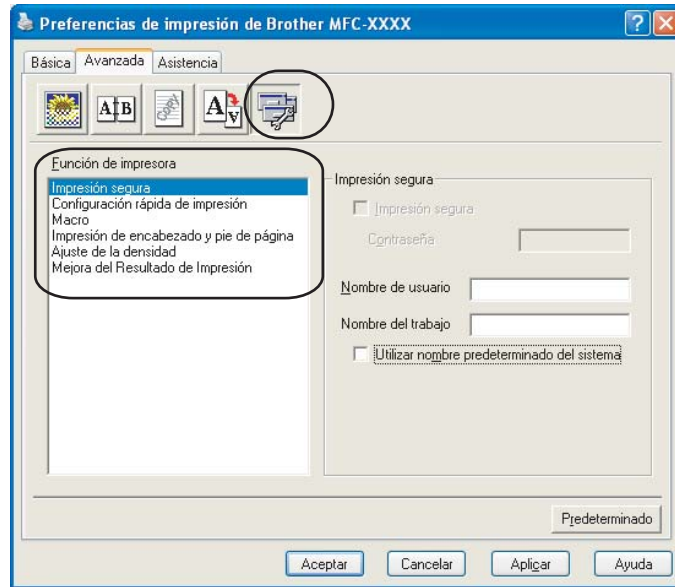 Preferencias de impresión de Brother MFC-XXXX
Básica Avanzada Asistencia
A B
Copy
A A
Función de impresora
Impresión segura
Configuración rápida de impresión
Macro
Impresión de encabezado y pie de página
Ajuste de la densidad
Mejora del Resultado de Impresión
Impresión segura
Impresión segura
Contraseña
Nombre de usuario
Nombre del trabajo
Utilizar nombre predeterminado del sistema
Predeterminado
Aceptar Cancelar Aplicar Ayuda